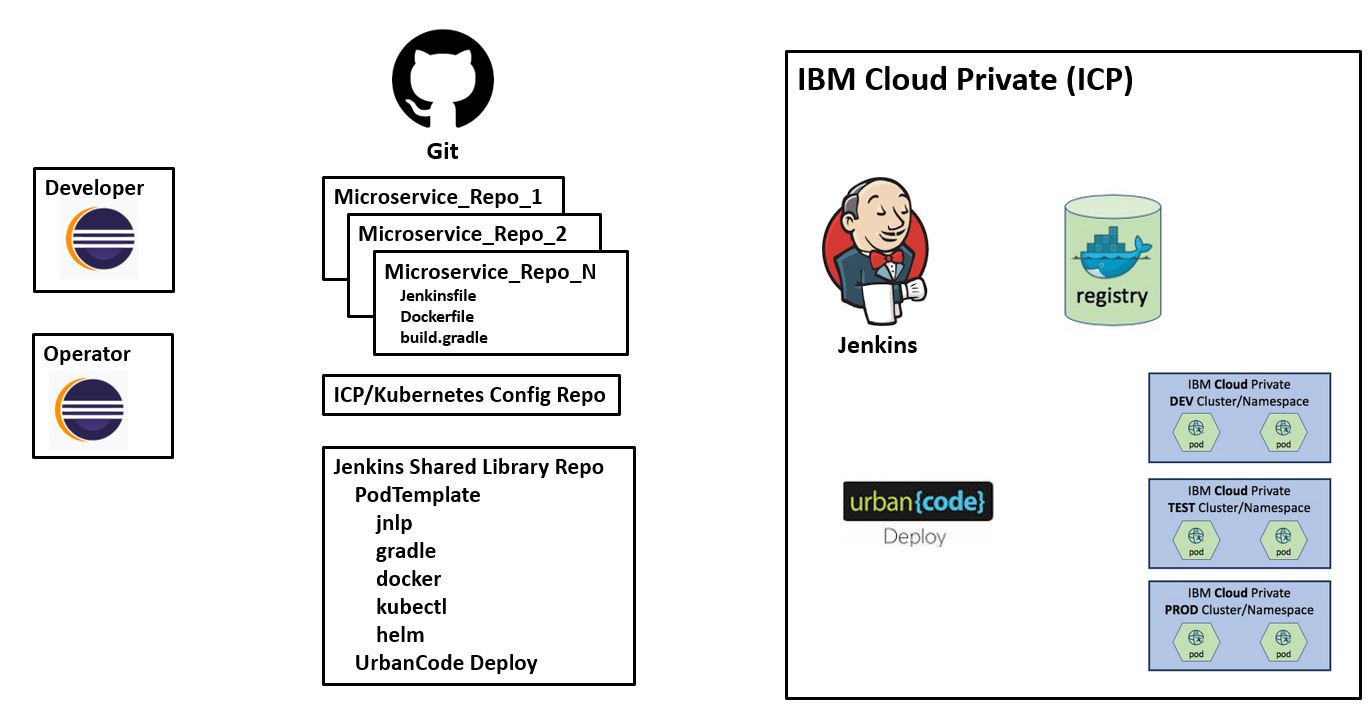 Git
Developer
Operator
Microservice_Repo_1
Microservice_Repo_2
Microservice_Repo_N
Jenkinsfile
Dockerfile
build.gradle
ICP/Kubernetes Config Repo
Jenkins Shared Library Repo
PodTemplate
jnlp
gradle
docker
kubectl
helm
UrbanCode Deploy
IBM Cloud Private (ICP)
Jenkins
registry
urban{code}
Deploy
IBM Cloud Private
DEV Cluster/Namespace
pod
pod
IBM Cloud Private
TEST Cluster/Namespace
pod
pod
IBM Cloud Private
PROD Cluster/Namespace
pod
pod